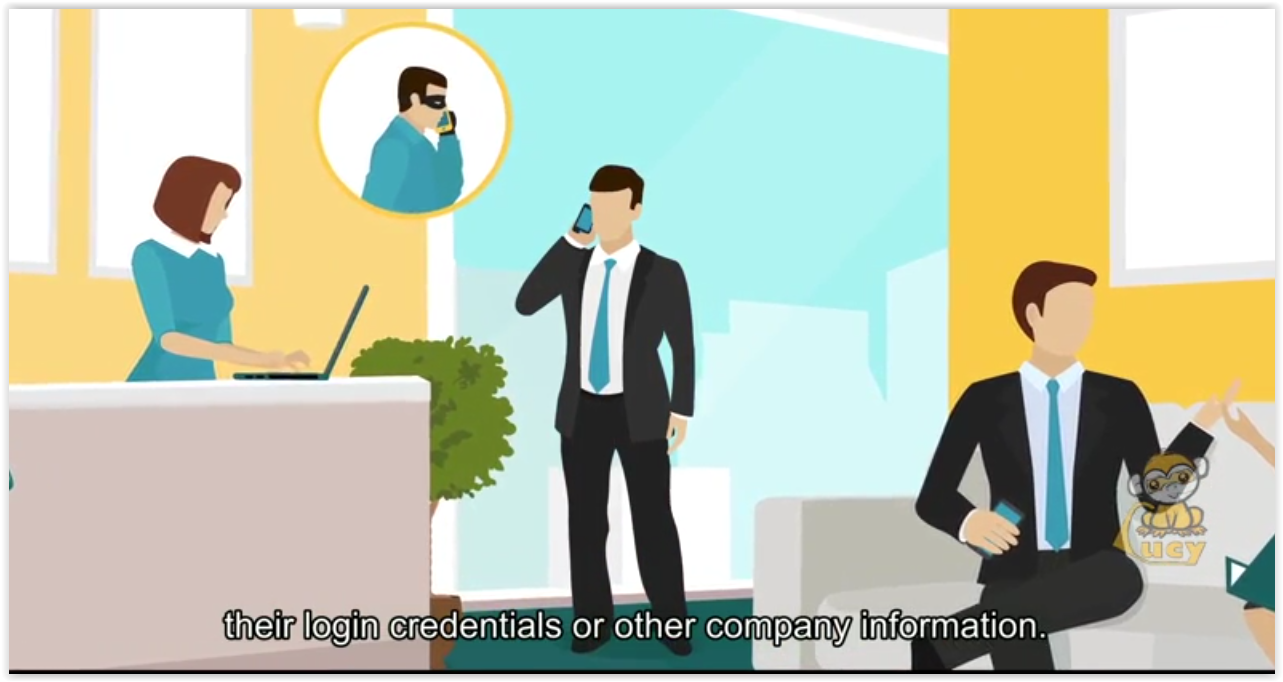 Lucy
their login credentials or other company information.